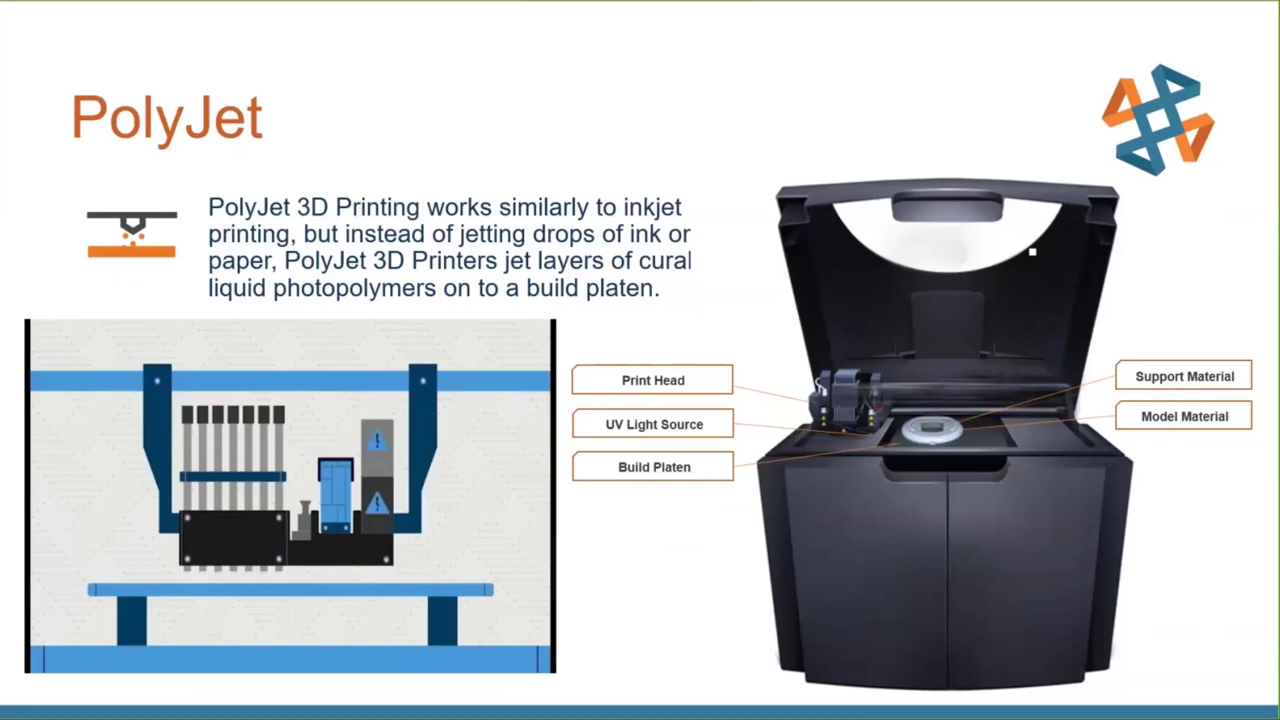 PolyJet
PolyJet 3D Printing works similarly to inkjet
printing, but instead of jetting drops of ink or
paper, PolyJet 3D Printers jet layers of cural
liquid photopolymers on to a build platen.
Print Head
UV Light Source
Build Platen
Support Material
Model Material